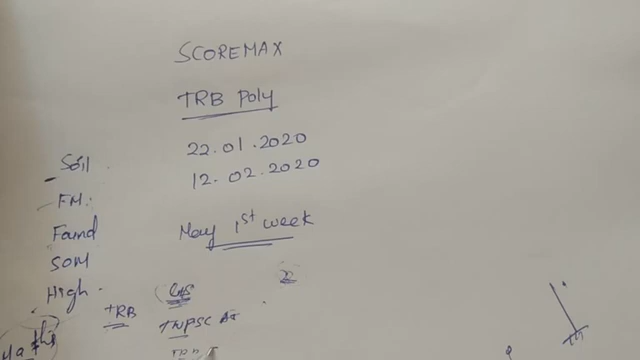 SCOREMAX
TRB Poly
22.01.2020
12.02.2020
May 1st week
Soil
FM.
Found
SOM
High.
TRB
TNPSC AE